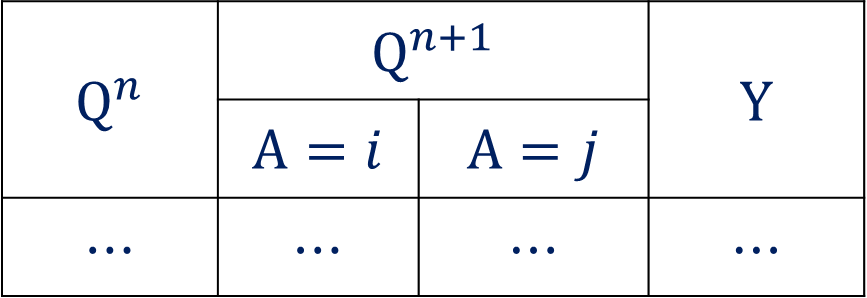 Qⁿ Qⁿ⁺¹ Y
A = i A = j
... ... ... ...